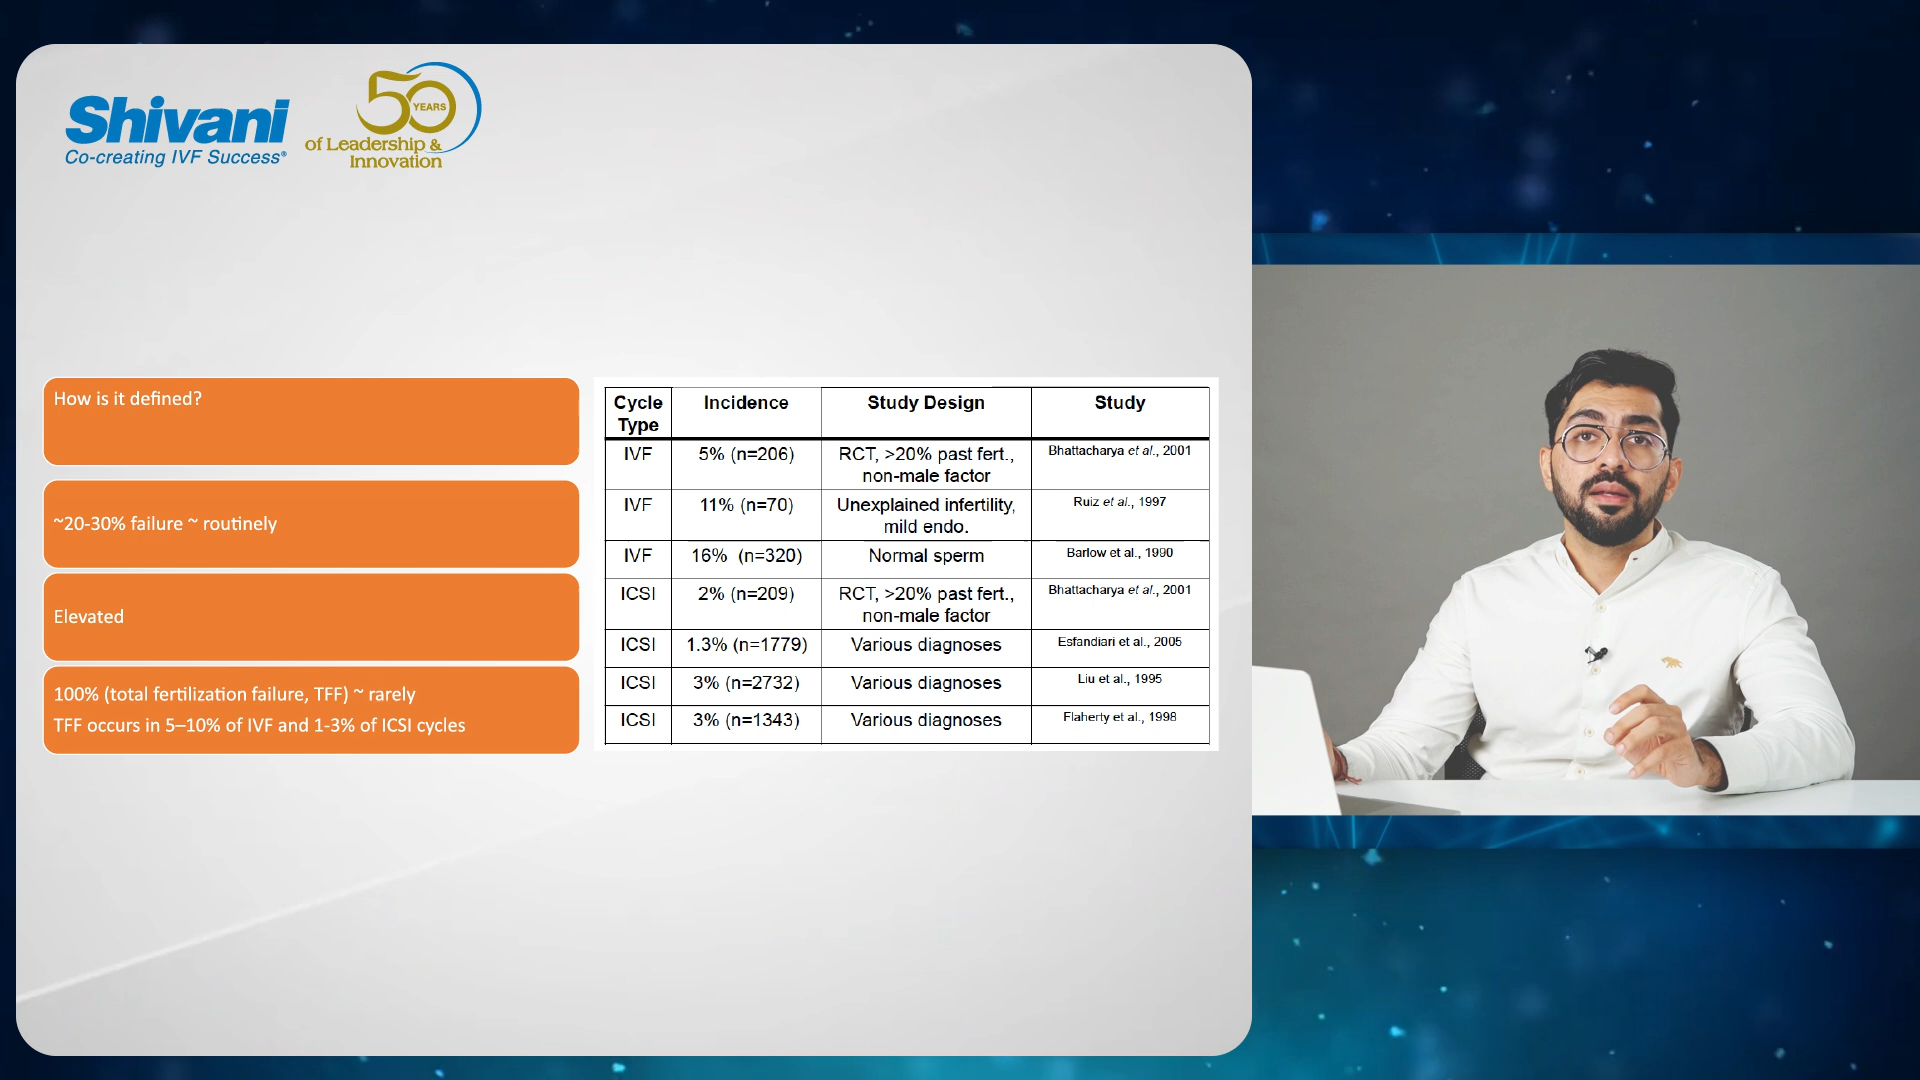 Shivani
Co-creating IVF Success®
50
YEARS
of Leadership &
Innovation
How is it defined?
~20-30% failure ~ routinely
Elevated
100% (total fertilization failure, TFF) ~ rarely
TFF occurs in 5–10% of IVF and 1-3% of ICSI cycles
Cycle Type Incidence Study Design Study
IVF 5% (n=206) RCT, >20% past fert., non-male factor Bhattacharya et al., 2001
IVF 11% (n=70) Unexplained infertility, mild endo. Ruiz et al., 1997
IVF 16% (n=320) Normal sperm Barlow et al., 1990
ICSI 2% (n=209) RCT, >20% past fert., non-male factor Bhattacharya et al., 2001
ICSI 1.3% (n=1779) Various diagnoses Esfandiari et al., 2005
ICSI 3% (n=2732) Various diagnoses Liu et al., 1995
ICSI 3% (n=1343) Various diagnoses Flaherty et al., 1998